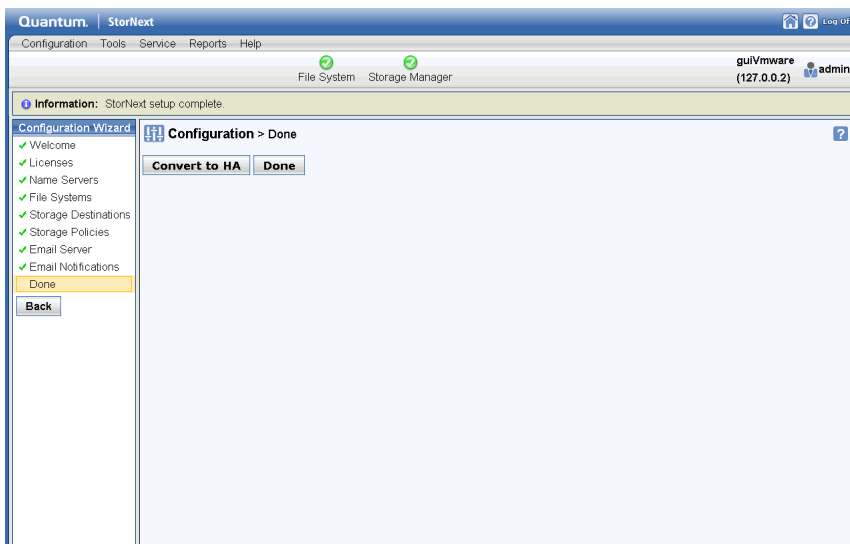 Quantum. | StorNext
Log Of
Configuration Tools Service Reports Help
File System Storage Manager
guiVmware
(127.0.0.2)
admin
Information: StorNext setup complete.
Configuration Wizard
Welcome
Licenses
Name Servers
File Systems
Storage Destinations
Storage Policies
Email Server
Email Notifications
Done
Back
Configuration > Done
?
Convert to HA Done